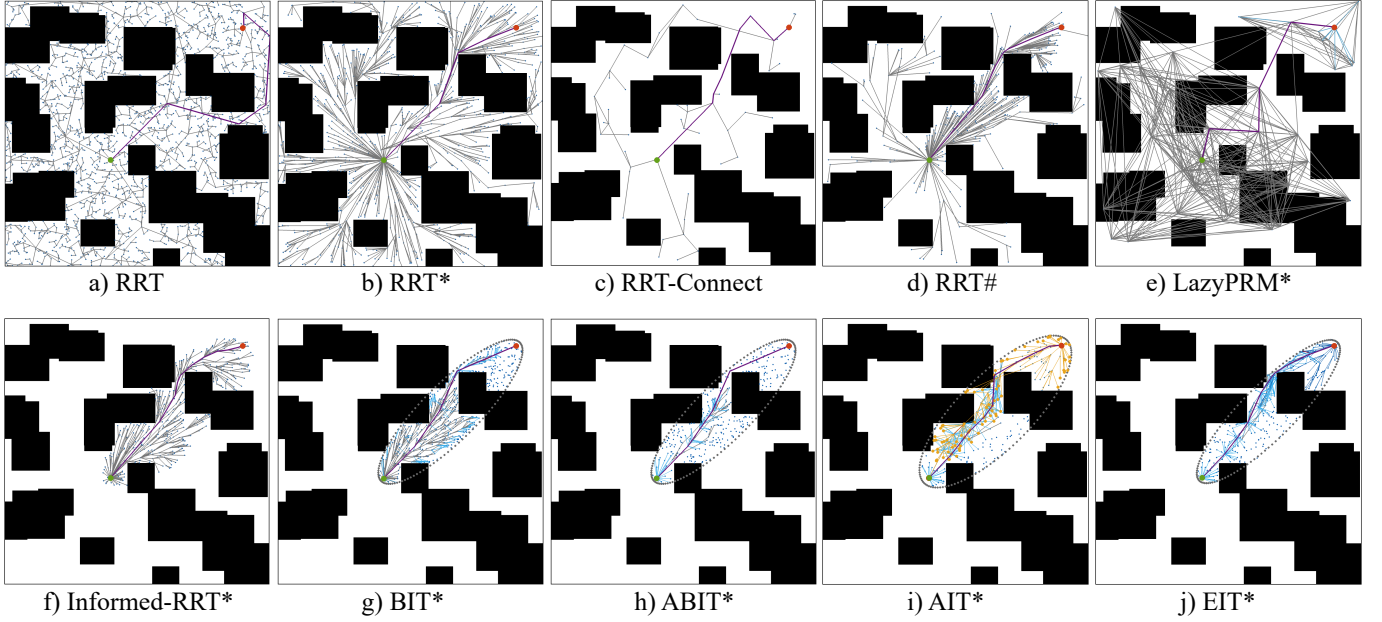 a) RRT
b) RRT*
c) RRT-Connect
d) RRT#
e) LazyPRM*
f) Informed-RRT*
g) BIT*
h) ABIT*
i) AIT*
j) EIT*